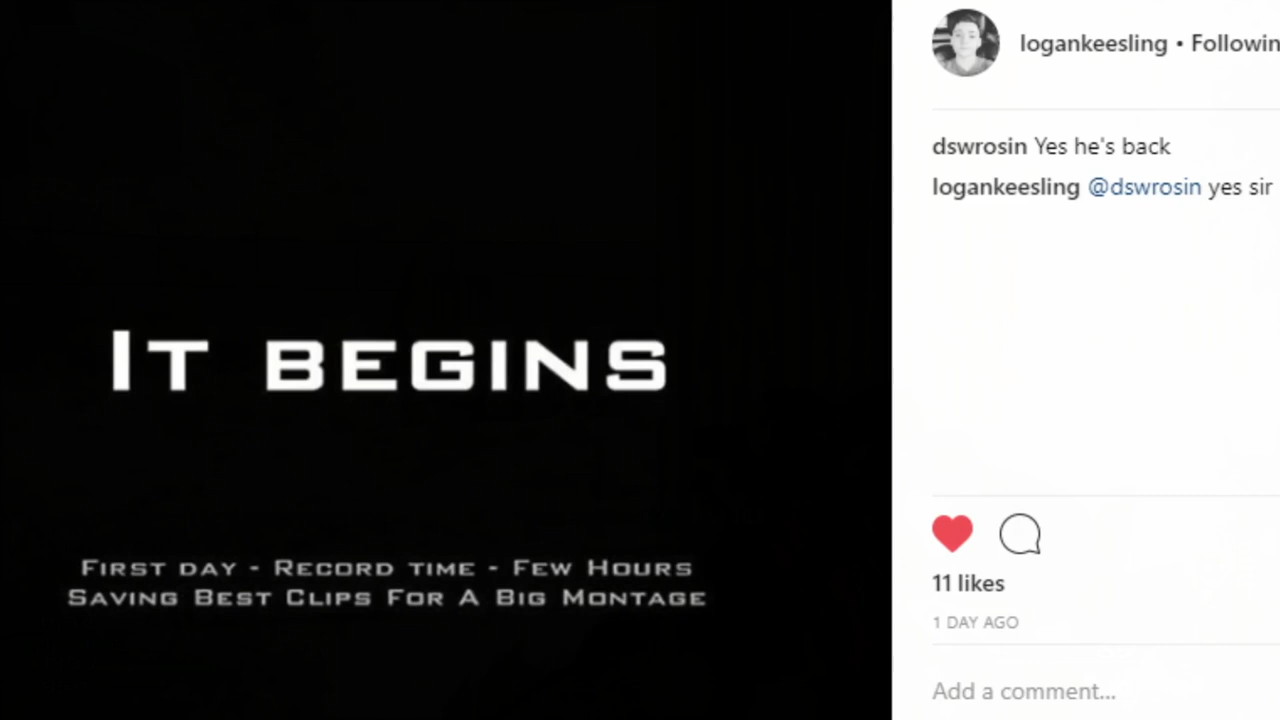 It begins
First day - Record time - Few Hours
Saving Best Clips For A Big Montage
logankeesling • Followin
dswrosin Yes he's back
logankeesling @dswrosin yes sir
11 likes
1 DAY AGO
Add a comment...